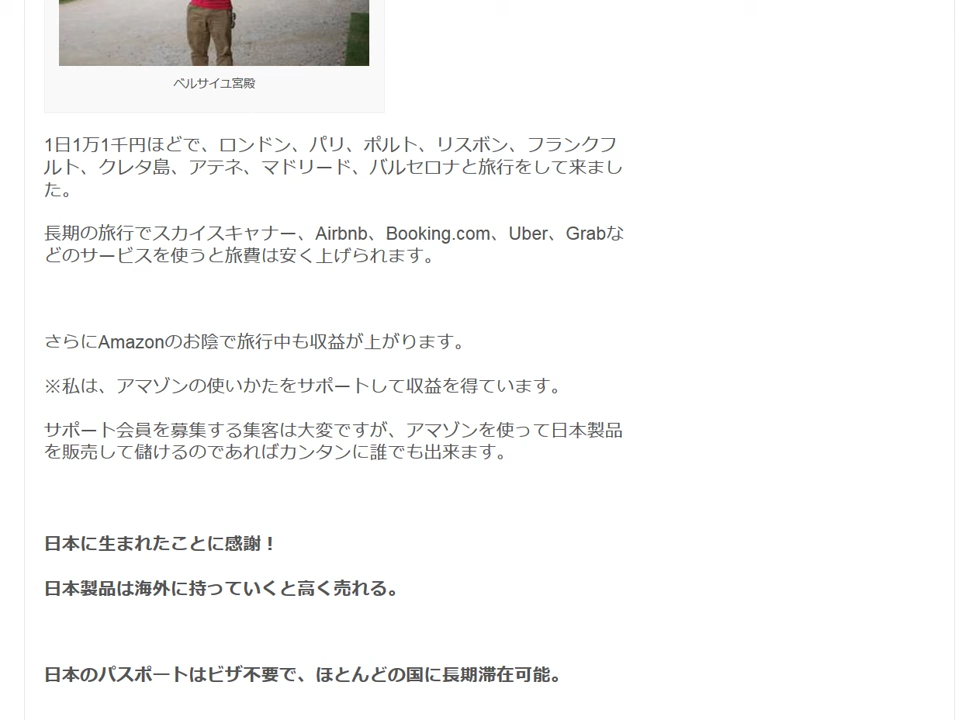 ベルサイユ宮殿
1日1万1千円ほどで、ロンドン、パリ、ポルト、リスボン、フランクフ
ルト、クレタ島、アテネ、マドリード、バルセロナと旅行をして来まし
た。
長期の旅行でスカイスキャナー、Airbnb、Booking.com、Uber、Grabな
どのサービスを使うと旅費は安く上げられます。
さらにAmazonのお陰で旅行中も収益が上がります。
※私は、アマゾンの使いかたをサポートして収益を得ています。
サポート会員を募集する集客は大変ですが、アマゾンを使って日本製品
を販売して儲けるのであればカンタンに誰でも出来ます。
日本に生まれたことに感謝！
日本製品は海外に持っていくと高く売れる。
日本のパスポートはビザ不要で、ほとんどの国に長期滞在可能。